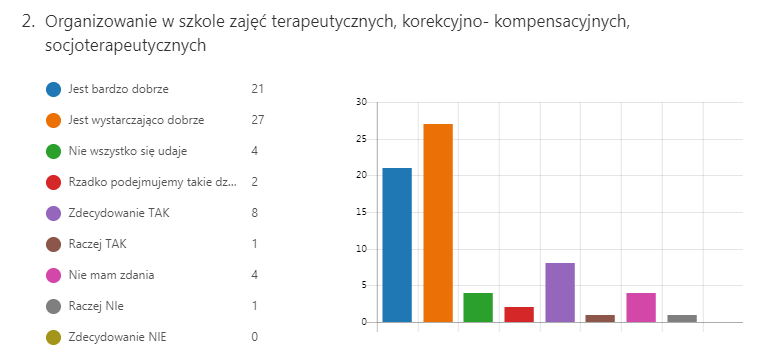 2. Organizowanie w szkole zajęć terapeutycznych, korekcyjno- kompensacyjnych,
socjoterapeutycznych
Jest bardzo dobrze 21
Jest wystarczająco dobrze 27
Nie wszystko się udaje 4
Rzadko podejmujemy takie dz... 2
Zdecydowanie TAK 8
Raczej TAK 1
Nie mam zdania 4
Raczej NIe 1
Zdecydowanie NIE 0
30
25
20
15
10
5
0